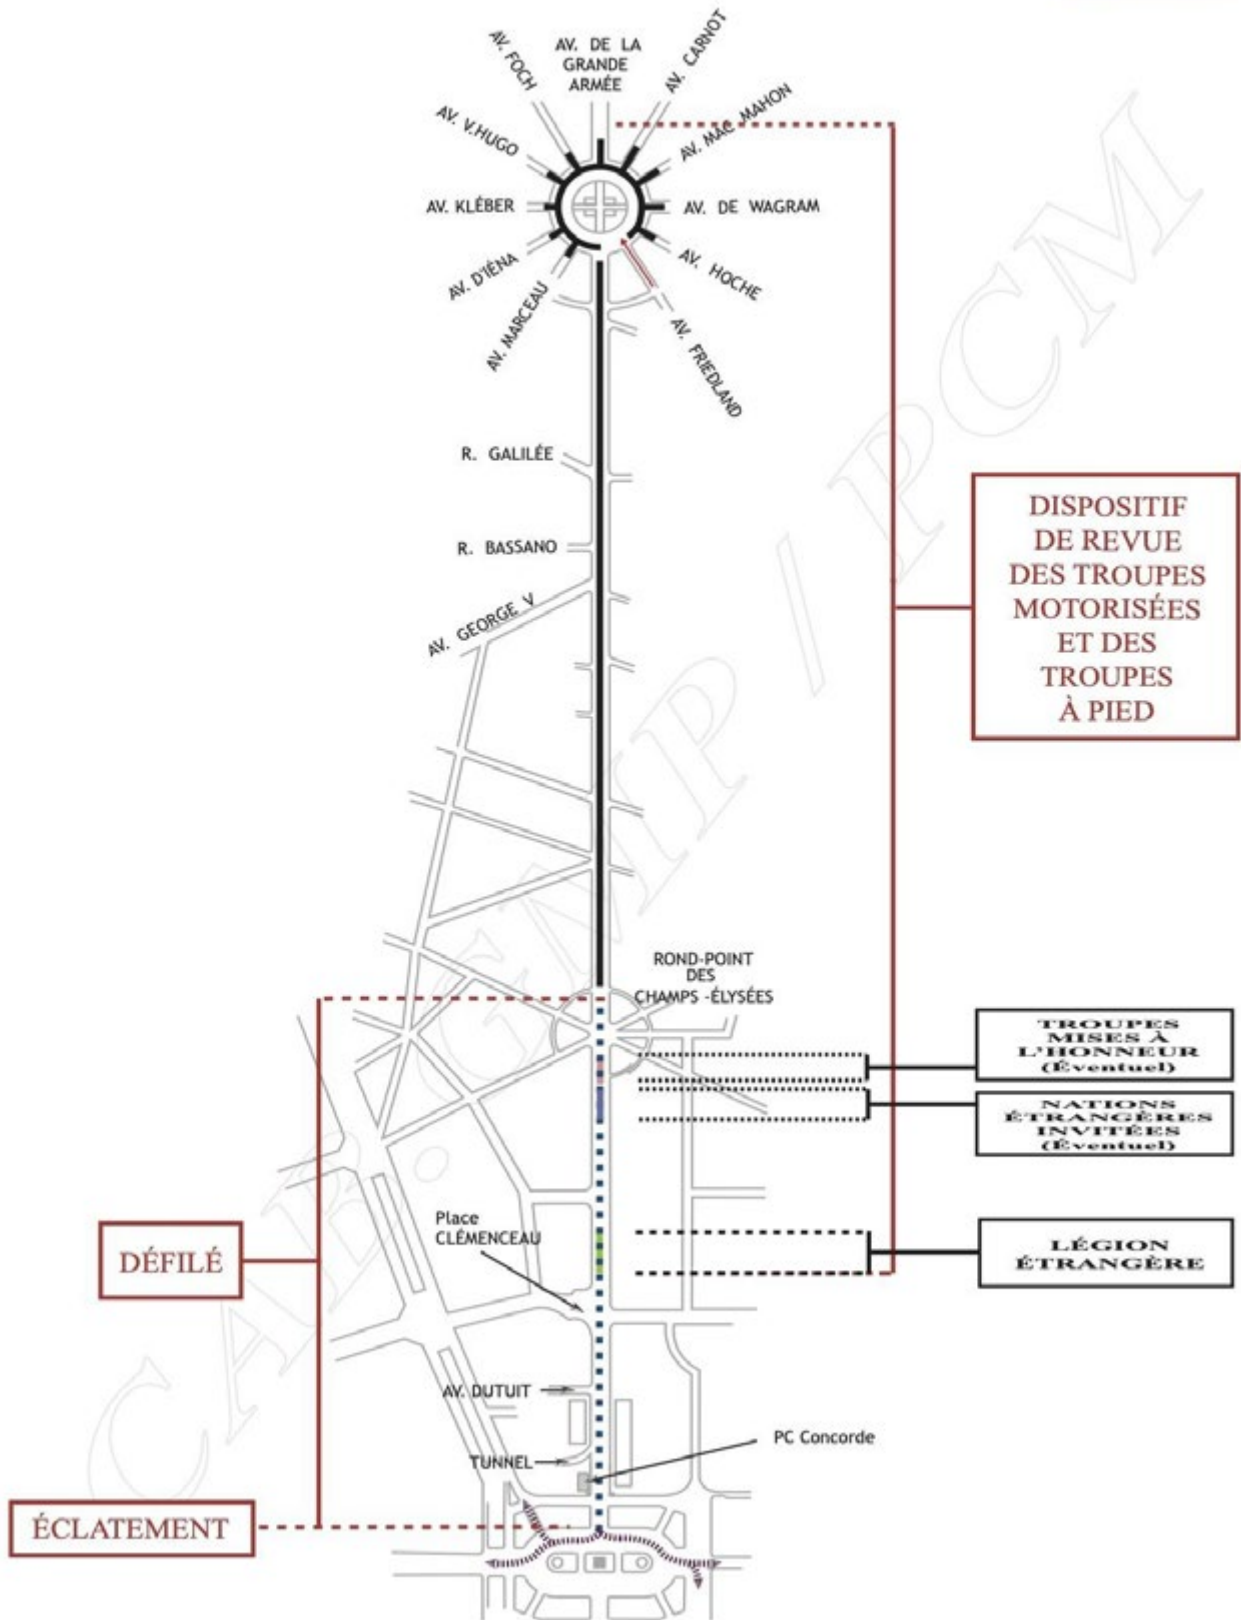 AV. FOCH
AV. DE LA
GRANDE
ARMÉE
AV. CARNOT
AV. V.HUGO
AV. MAC MAHON
AV. KLÉBER
AV. DE WAGRAM
AV. D'IÉNA
AV. HOCHE
AV. MARCEAU
AV. FRIEDLAND
R. GALILÉE
R. BASSANO
AV. GEORGE V
DISPOSITIF
DE REVUE
DES TROUPES
MOTORISÉES
ET DES
TROUPES
À PIED
ROND-POINT
DES
CHAMPS -ÉLYSÉES
TROUPES
MISES À
L'HONNEUR
(Éventuel)
NATIONS
ÉTRANGÈRES
INVITÉES
(Éventuel)
Place
CLÉMENCEAU
LÉGION
ÉTRANGÈRE
DÉFILÉ
AV. DUTUIT
PC Concorde
TUNNEL
ÉCLATEMENT
CAB. GMP / PCM